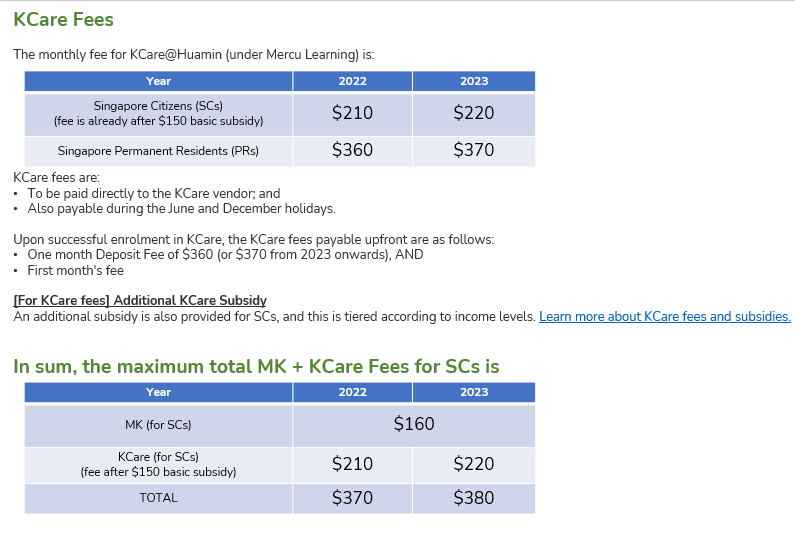 KCare Fees
The monthly fee for KCare@Huamin (under Mercu Learning) is:
Year 2022 2023
Singapore Citizens (SCs)
(fee is already after $150 basic subsidy) $210 $220
Singapore Permanent Residents (PRs) $360 $370
KCare fees are:
• To be paid directly to the KCare vendor; and
• Also payable during the June and December holidays.
Upon successful enrolment in KCare, the KCare fees payable upfront are as follows:
• One month Deposit Fee of $360 (or $370 from 2023 onwards), AND
• First month's fee
[For KCare fees] Additional KCare Subsidy
An additional subsidy is also provided for SCs, and this is tiered according to income levels. Learn more about KCare fees and subsidies.
In sum, the maximum total MK + KCare Fees for SCs is
Year 2022 2023
MK (for SCs) $160
KCare (for SCs)
(fee after $150 basic subsidy) $210 $220
TOTAL $370 $380